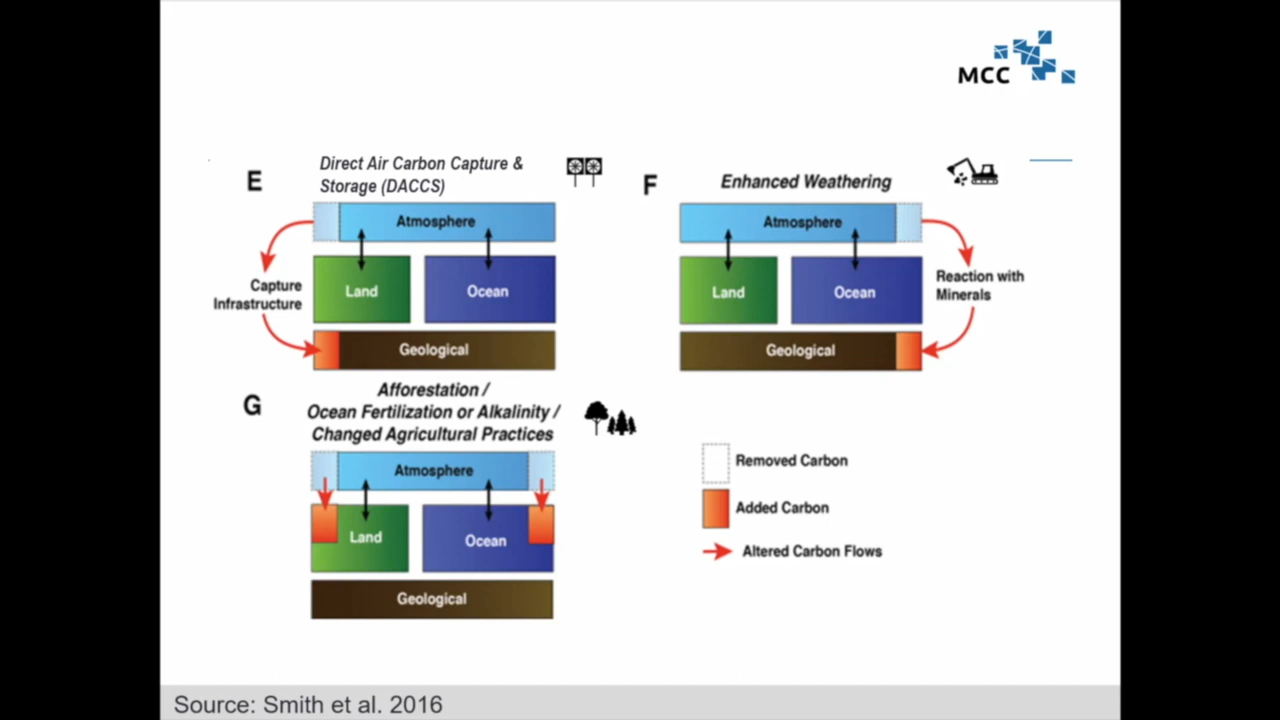 MCC
E
Direct Air Carbon Capture &
Storage (DACCS)
Atmosphere
Capture
Infrastructure
Land
Ocean
Geological
F
Enhanced Weathering
Atmosphere
Land
Ocean
Reaction with
Minerals
Geological
G
Afforestation /
Ocean Fertilization or Alkalinity /
Changed Agricultural Practices
Atmosphere
Land
Ocean
Geological
Removed Carbon
Added Carbon
Altered Carbon Flows
Source: Smith et al. 2016